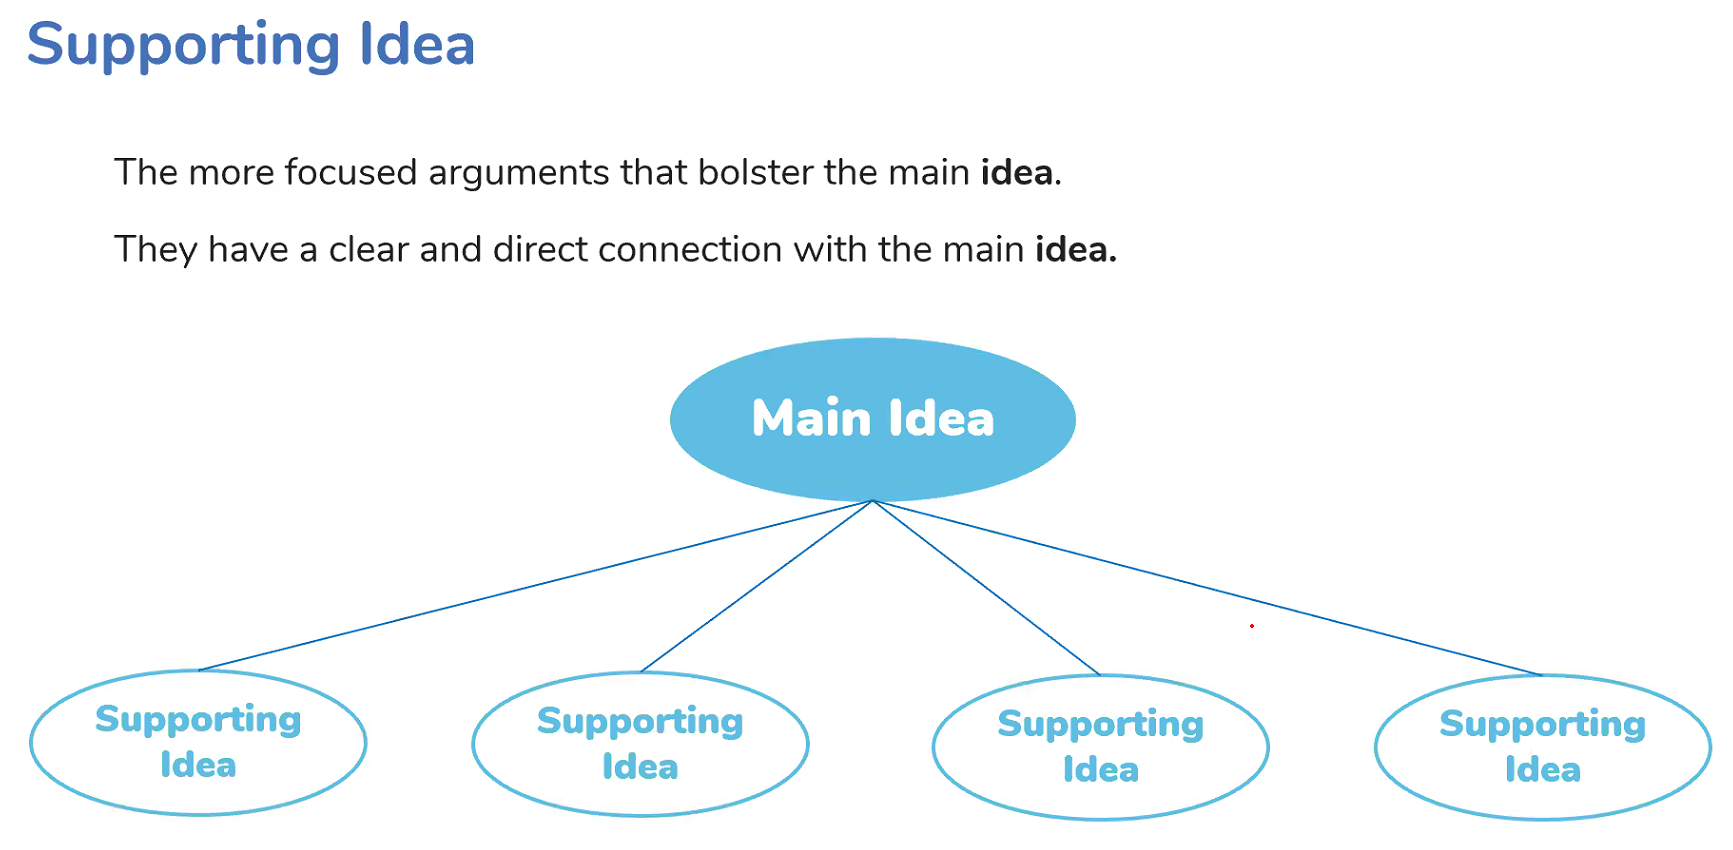 Supporting Idea
The more focused arguments that bolster the main idea.
They have a clear and direct connection with the main idea.
Main Idea
Supporting
Idea
Supporting
Idea
Supporting
Idea
Supporting
Idea